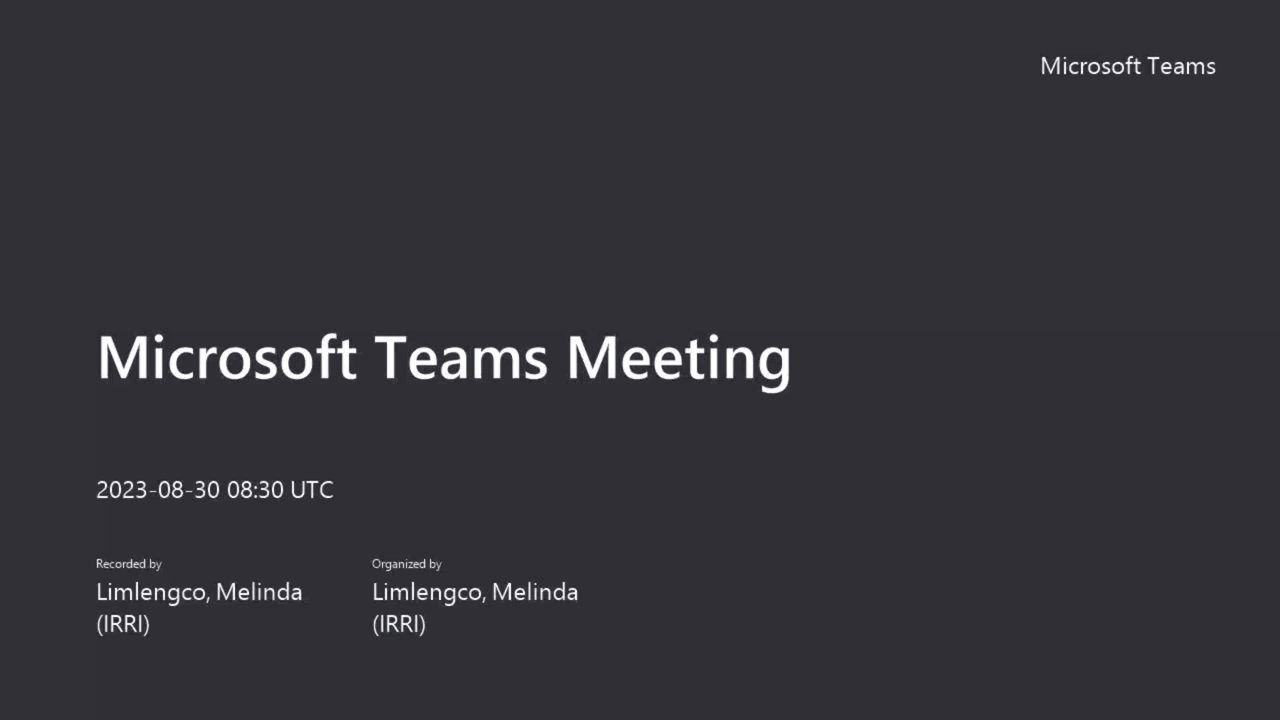 Microsoft Teams
Microsoft Teams Meeting
2023-08-30 08:30 UTC
Recorded by
Limlengco, Melinda
(IRRI)
Organized by
Limlengco, Melinda
(IRRI)